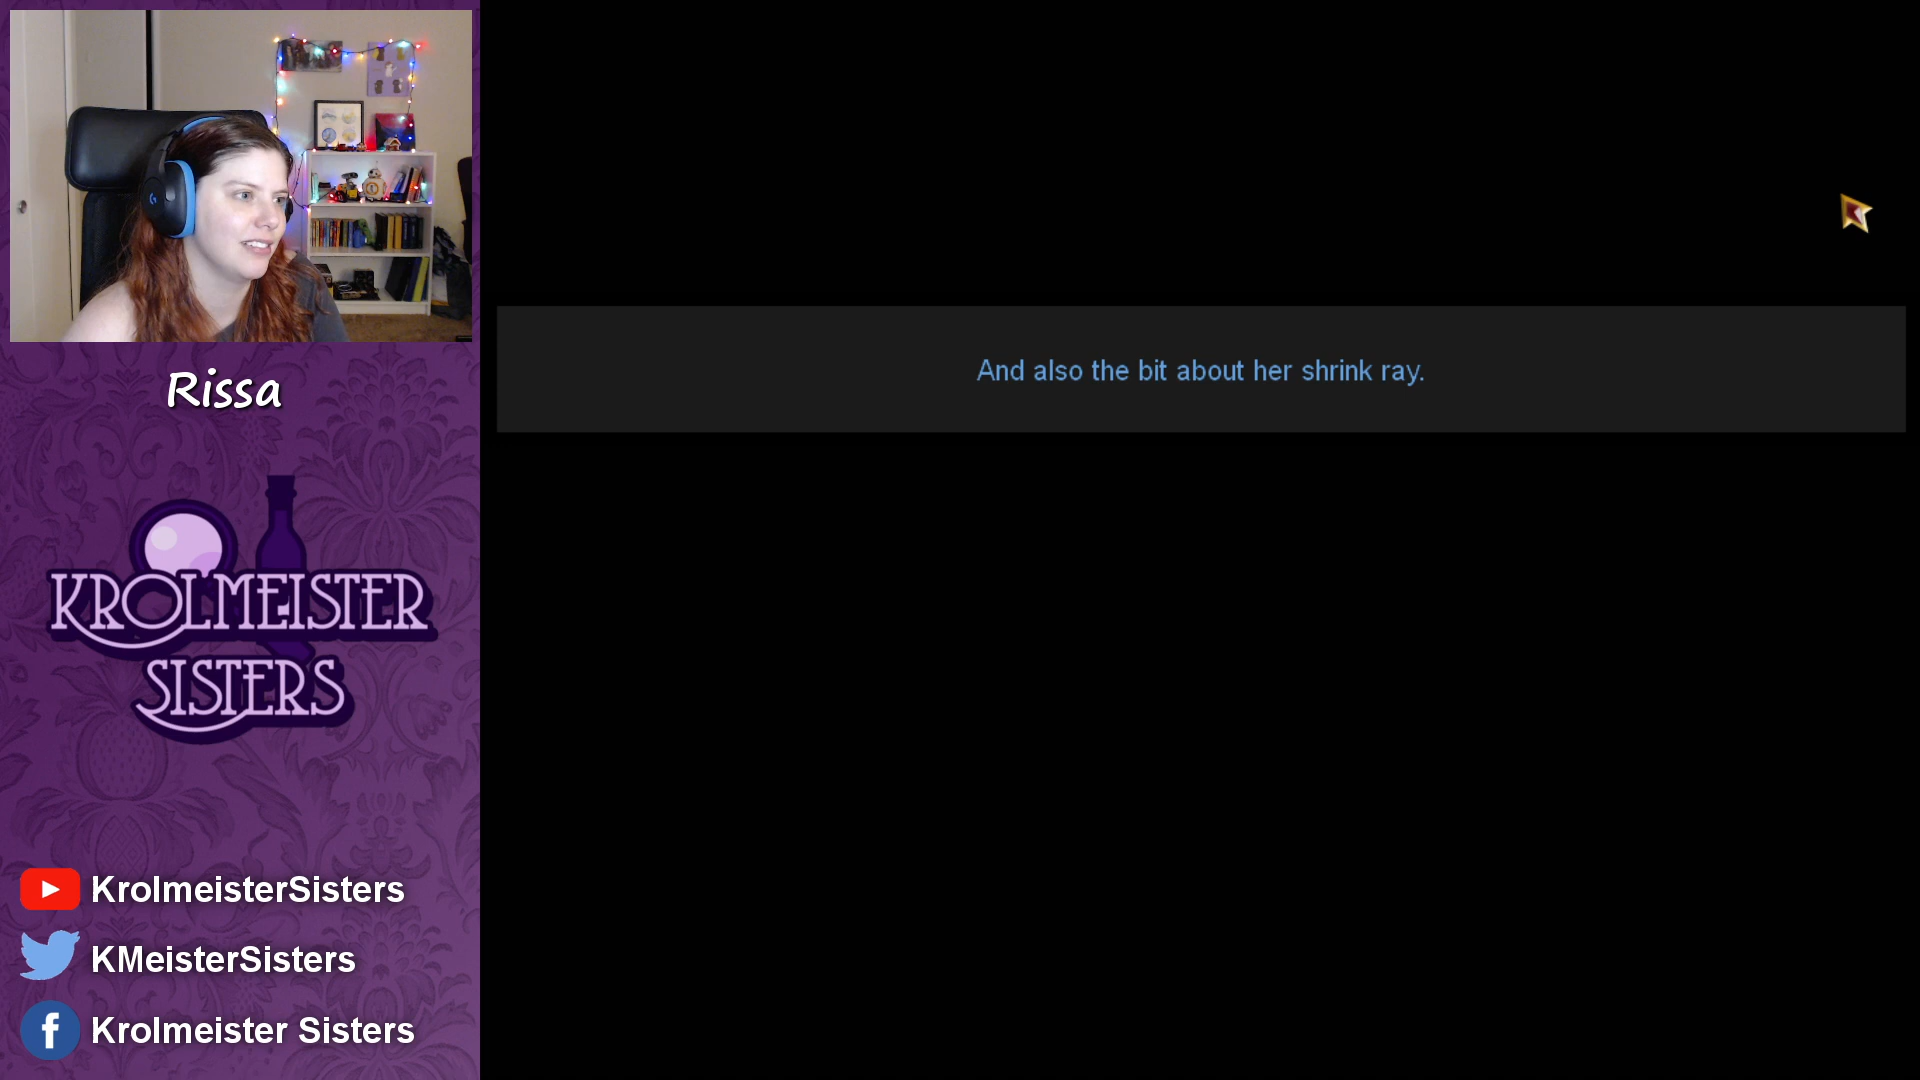 Rissa
KROLMEISTER
SISTERS
KrolmeisterSisters
KMeisterSisters
Krolmeister Sisters
And also the bit about her shrink ray.